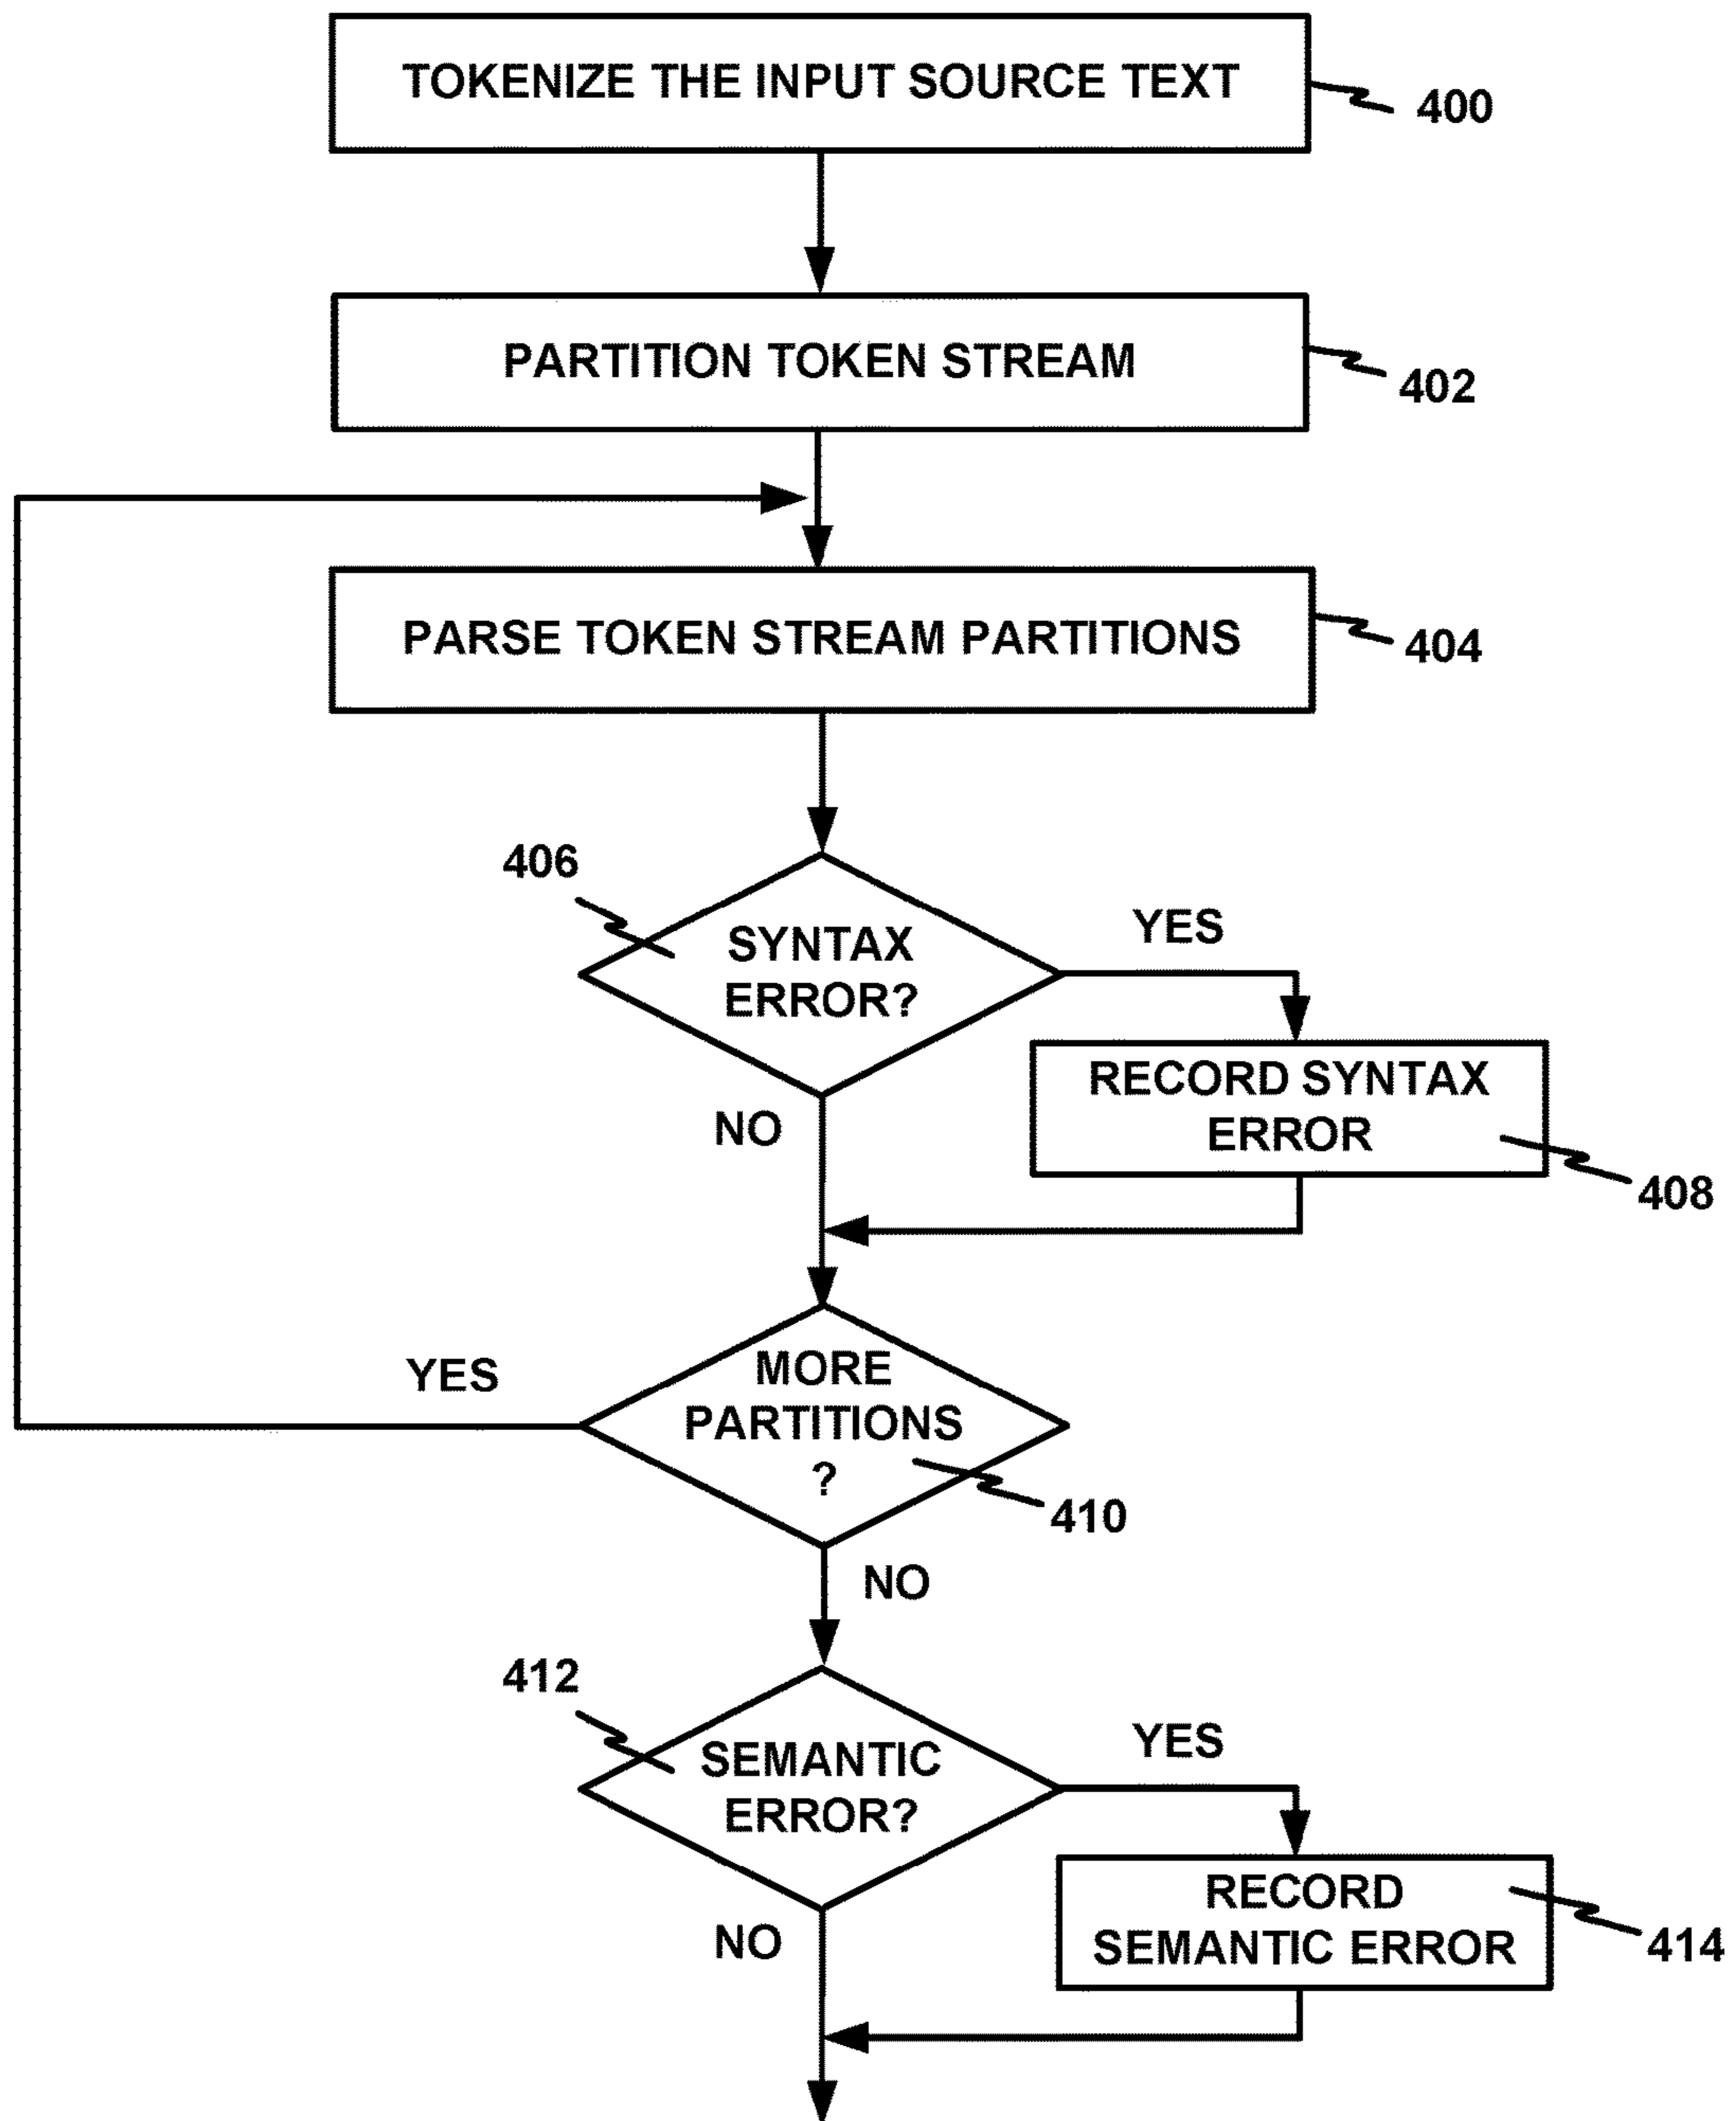 TOKENIZE THE INPUT SOURCE TEXT
400
PARTITION TOKEN STREAM
402
PARSE TOKEN STREAM PARTITIONS
404
406
SYNTAX
ERROR?
YES
RECORD SYNTAX
ERROR
408
NO
MORE
PARTITIONS
?
YES
410
NO
412
SEMANTIC
ERROR?
YES
RECORD
SEMANTIC ERROR
414
NO